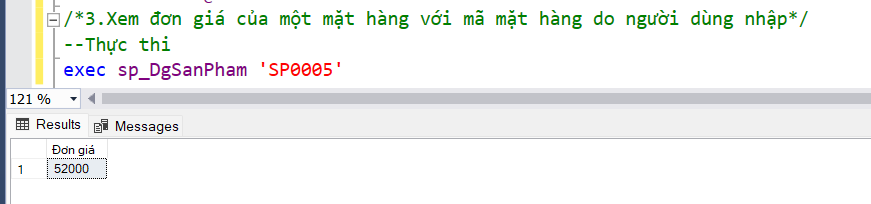 /*3.Xem đơn giá của một mặt hàng với mã mặt hàng do người dùng nhập*/
--Thực thi
exec sp_DgSanPham 'SP0005'
121 %
Results Messages
Đơn giá
1 52000